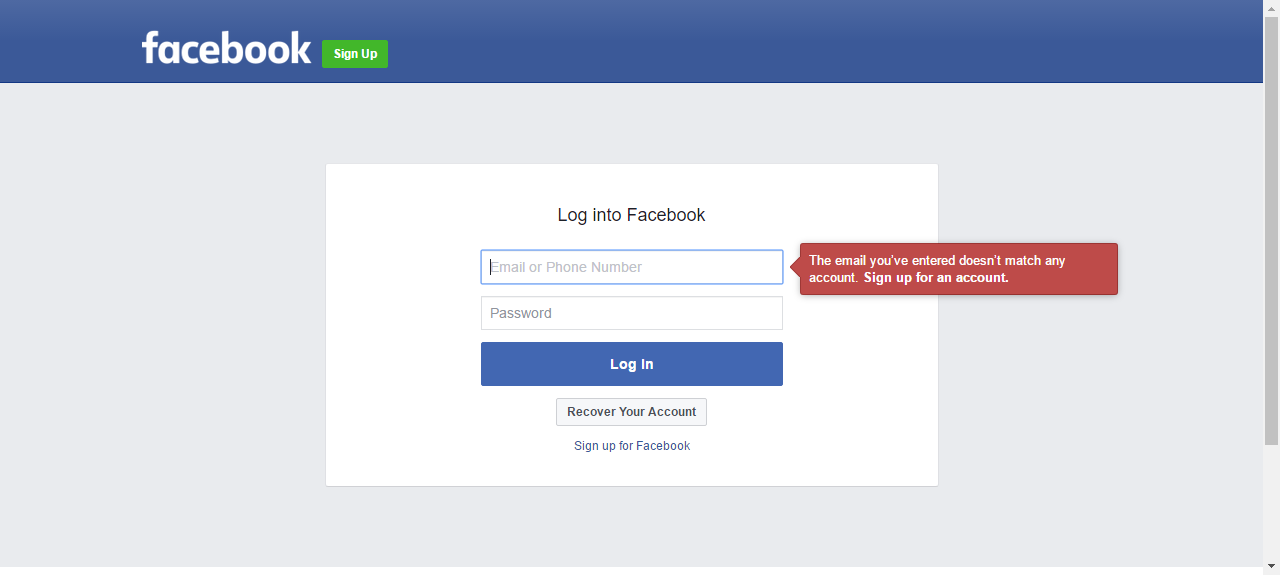 facebook
Sign Up
Log into Facebook
Email or Phone Number
The email you've entered doesn't match any
account. Sign up for an account.
Password
Log In
Recover Your Account
Sign up for Facebook